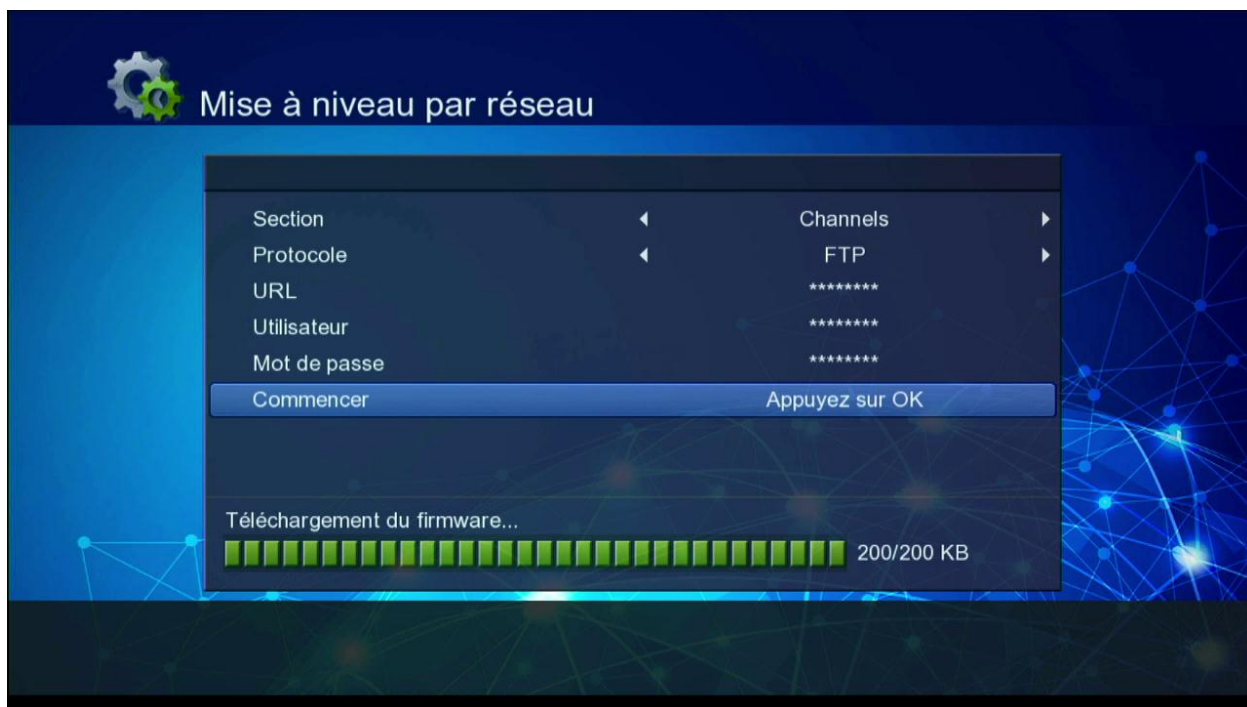 Mise à niveau par réseau
Section Channels
Protocole FTP
URL ********
Utilisateur ********
Mot de passe ********
Commencer Appuyez sur OK
Téléchargement du firmware...
200/200 KB